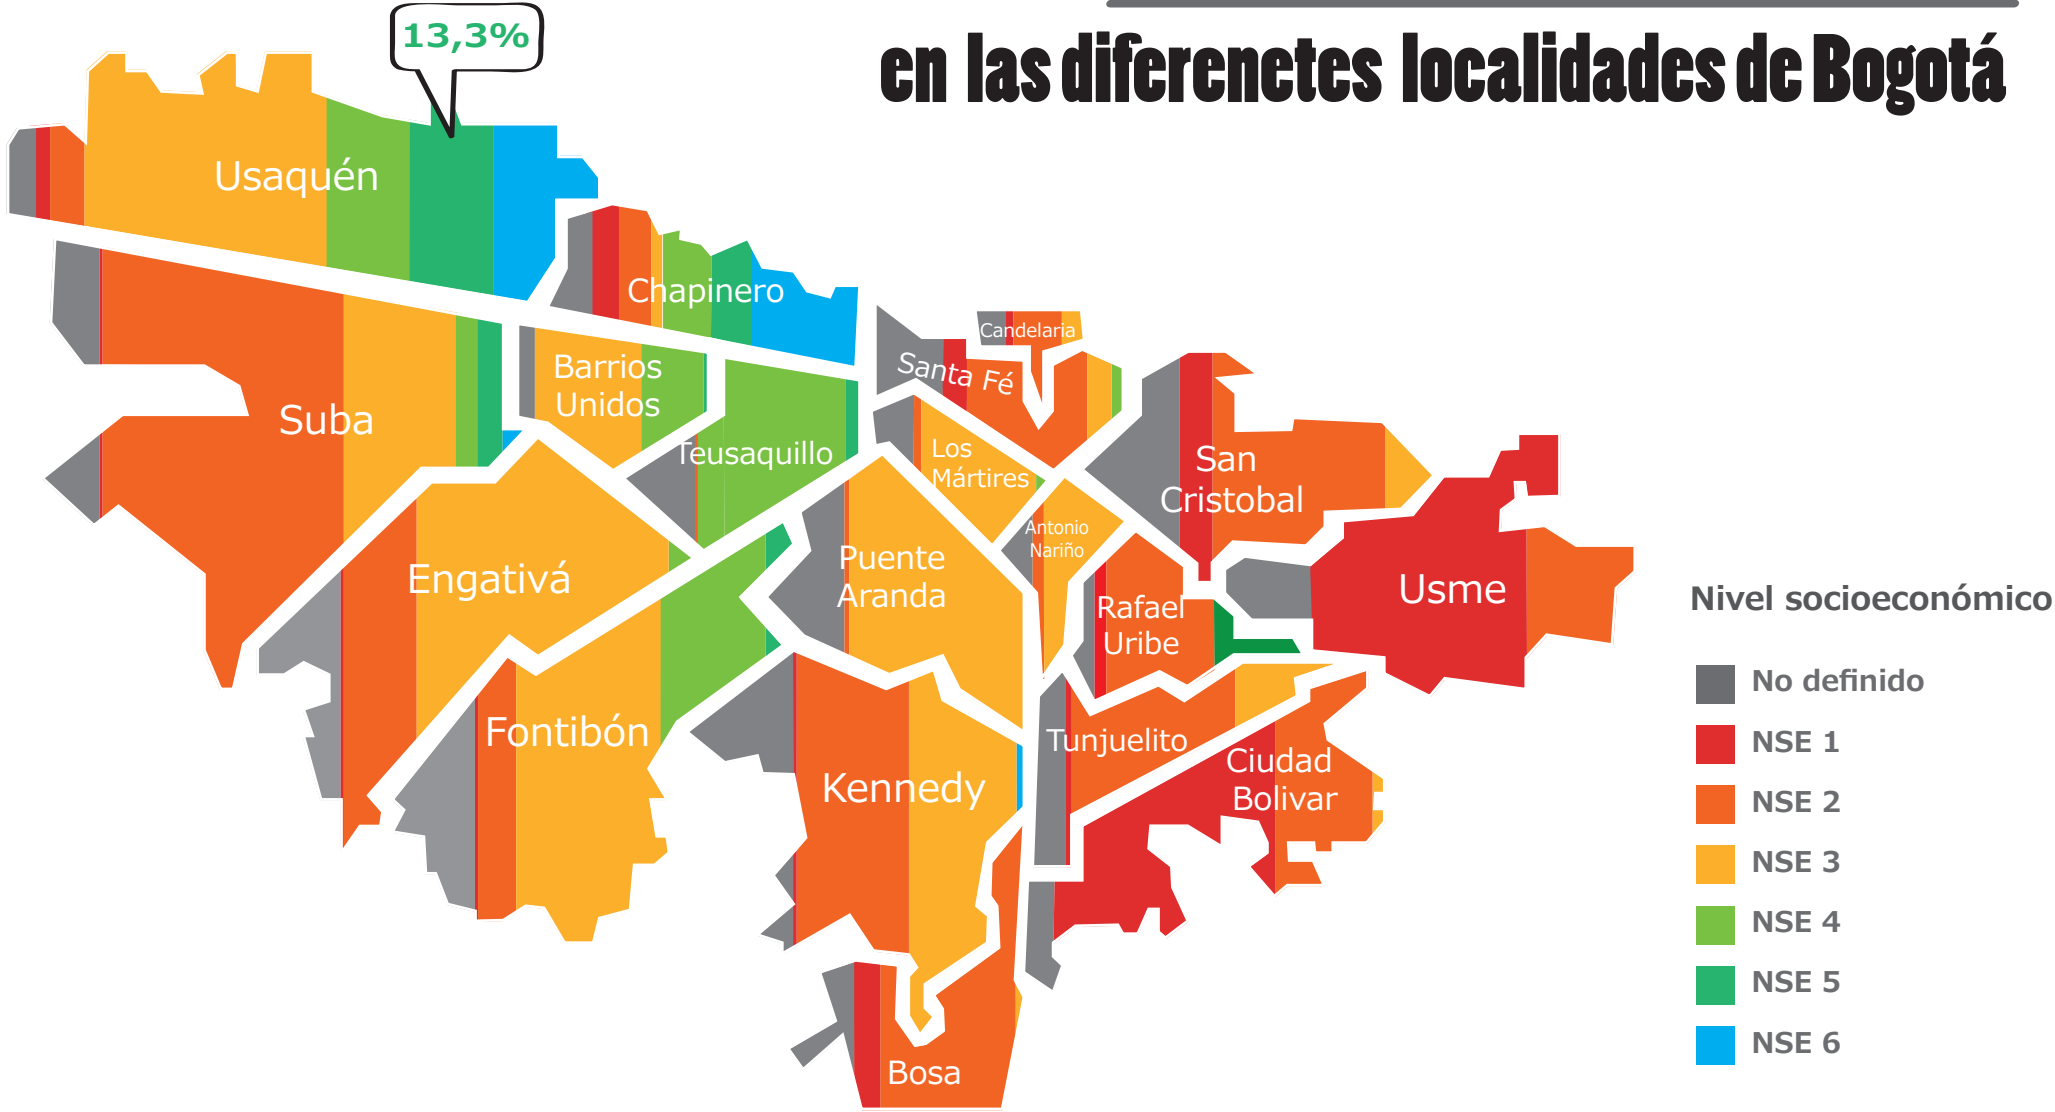 13,3%
en las diferenetes localidades de Bogotá
Usaquén
Chapinero
Candelaria
Santa Fé
Barrios
Unidos
Suba
Teusaquillo
Los
Mártires
San
Cristobal
Antonio
Nariño
Puente
Aranda
Engativá
Usme
Rafael
Uribe
Fontibón
Tunjuelito
Kennedy
Ciudad
Bolivar
Bosa
Nivel socioeconómico
No definido
NSE 1
NSE 2
NSE 3
NSE 4
NSE 5
NSE 6